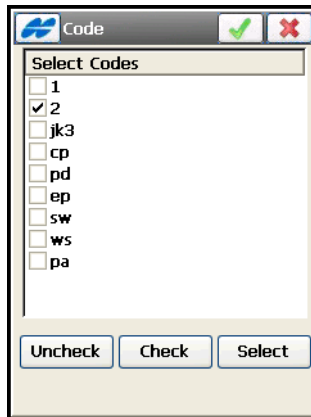 Code
Select Codes
1
2
jk3
cp
pd
ep
sw
ws
pa
Uncheck Check Select